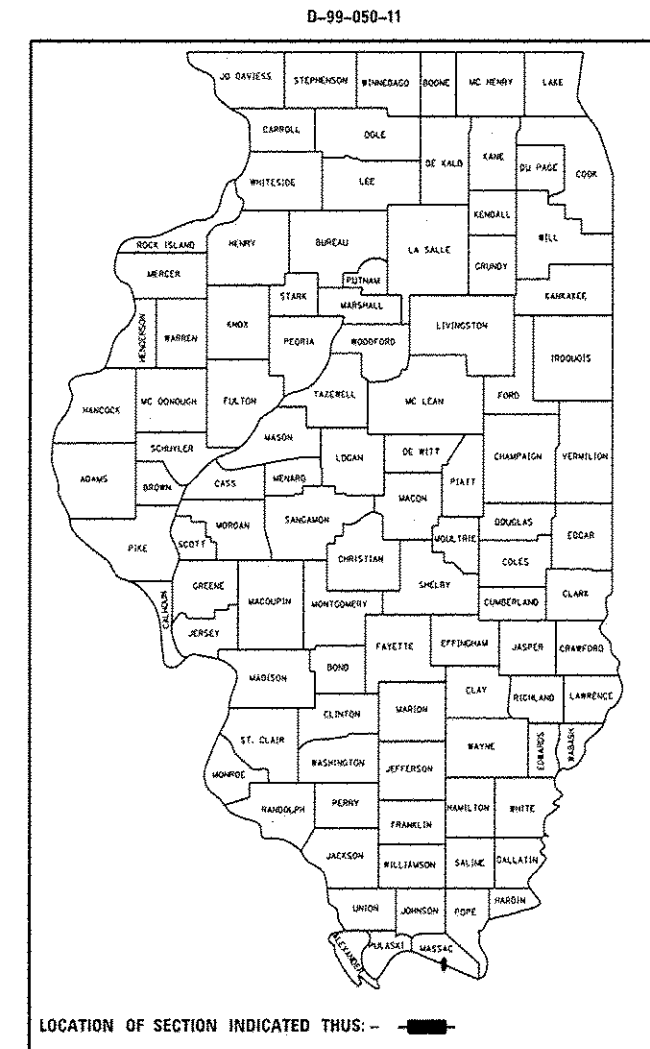 D-99-050-11
JO DAVIESS STEPHENSON WINNEBAGO BOONE MC HENRY LAKE
CARROLL OGLE DE KALB KANE DU PAGE COOK
WHITESIDE LEE KENDALL WILL
ROCK ISLAND HENRY BUREAU LA SALLE GRUNDY
MERCER PUTNAM KANKAKEE
STARK MARSHALL
HENDERSON WARREN KNOX PEORIA WOODFORD LIVINGSTON IROQUOIS
HANCOCK MC DONOUGH FULTON TAZEWELL MC LEAN FORD
MASON
SCHUYLER LOGAN DE WITT CHAMPAIGN VERMILION
ADAMS BROWN CASS MENARD PIATT
MACON
MORGAN SANGAMON DOUGLAS
PIKE SCOTT CHRISTIAN MOULTRIE EDGAR
COLES
GREENE SHELBY
CALHOUN MACOUPIN MONTGOMERY CUMBERLAND CLARK
JERSEY
FAYETTE EFFINGHAM JASPER CRAWFORD
MADISON BOND
CLAY RICHLAND LAWRENCE
CLINTON MARION
ST. CLAIR WAYNE EDWARDS WABASH
MONROE WASHINGTON JEFFERSON
RANDOLPH PERRY HAMILTON WHITE
FRANKLIN
JACKSON WILLIAMSON SALINE GALLATIN
UNION JOHNSON POPE HARDIN
ALEXANDER PULASKI MASSAC
LOCATION OF SECTION INDICATED THUS: -